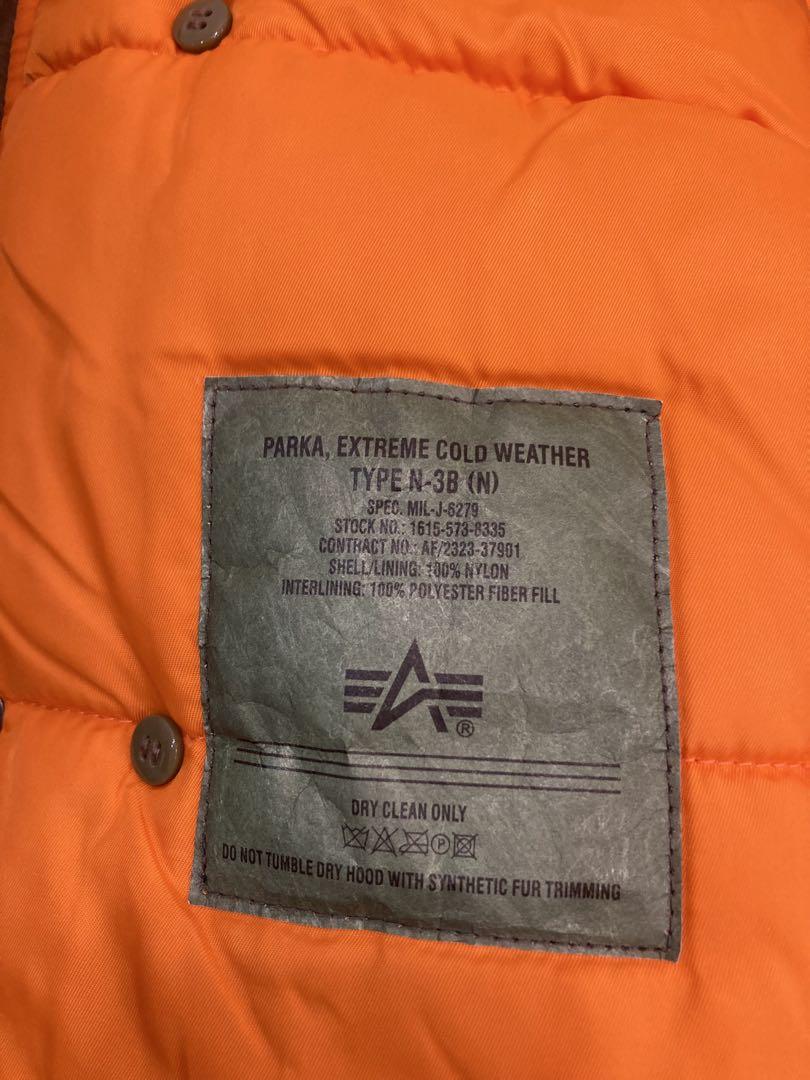 PARKA, EXTREME COLD WEATHER
TYPE N-3B (N)
SPEC. MIL-J-6279
STOCK NO.: 1615-573-8335
CONTRACT NO.: AF/2323-37901
SHELL/LINING: 100% NYLON
INTERLINING: 100% POLYESTER FIBER FILL
A®
DRY CLEAN ONLY
P
DO NOT TUMBLE DRY HOOD WITH SYNTHETIC FUR TRIMMING